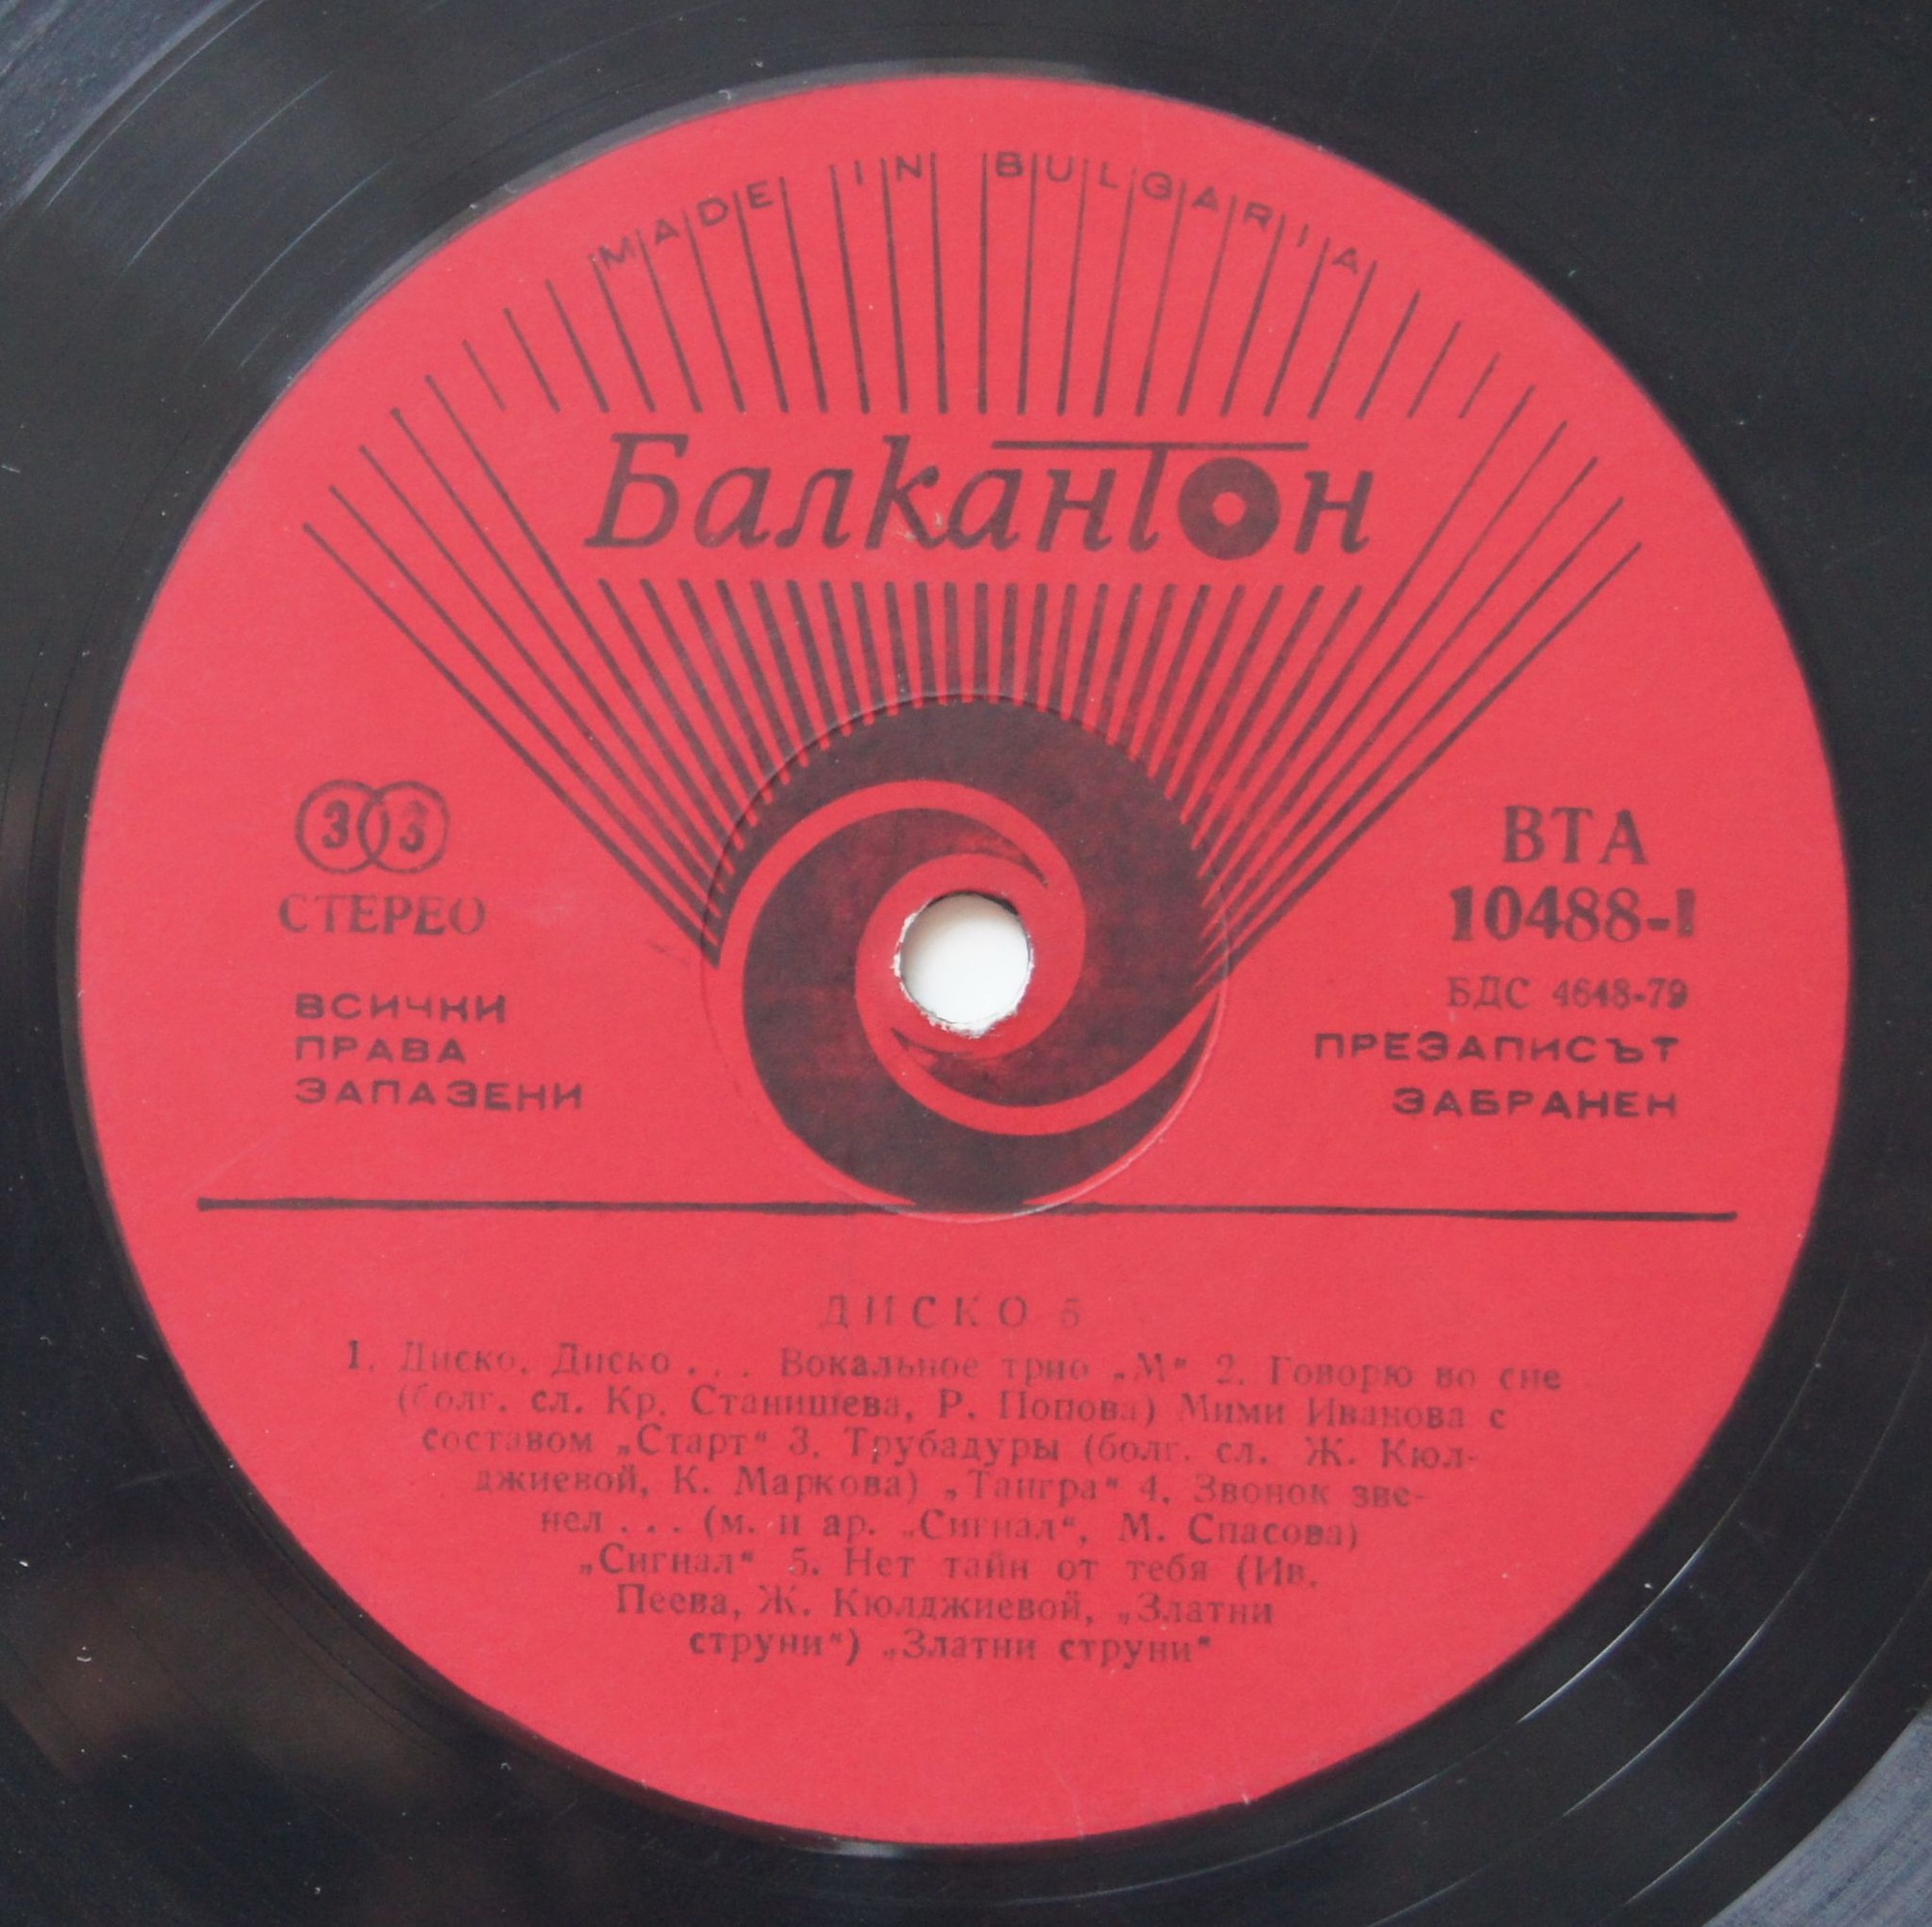 MADE IN BULGARIA
Балкантон
33
СТЕРЕО
ВСИЧКИ
ПРАВА
ЗАПАЗЕНИ
ВТА
10488-I
БДС 4648-79
ПРЕЗАПИСЪТ
ЗАБРАНЕН
ДИСКО 5
1. Диско, Диско . . . Вокальное трио „М“ 2. Говорю во сне
(болг. сл. Кр. Станишева, Р. Попова) Мими Иванова с
составом „Старт“ 3. Трубадуры (болг. сл. Ж. Кюл-
джиевой, К. Маркова) „Тангра“ 4. Звонок зве-
нел . . . (м. и ар. „Сигнал“, М. Спасова)
„Сигнал“ 5. Нет тайн от тебя (Ив.
Пеева, Ж. Кюлджиевой, „Златни
струни“) „Златни струни“